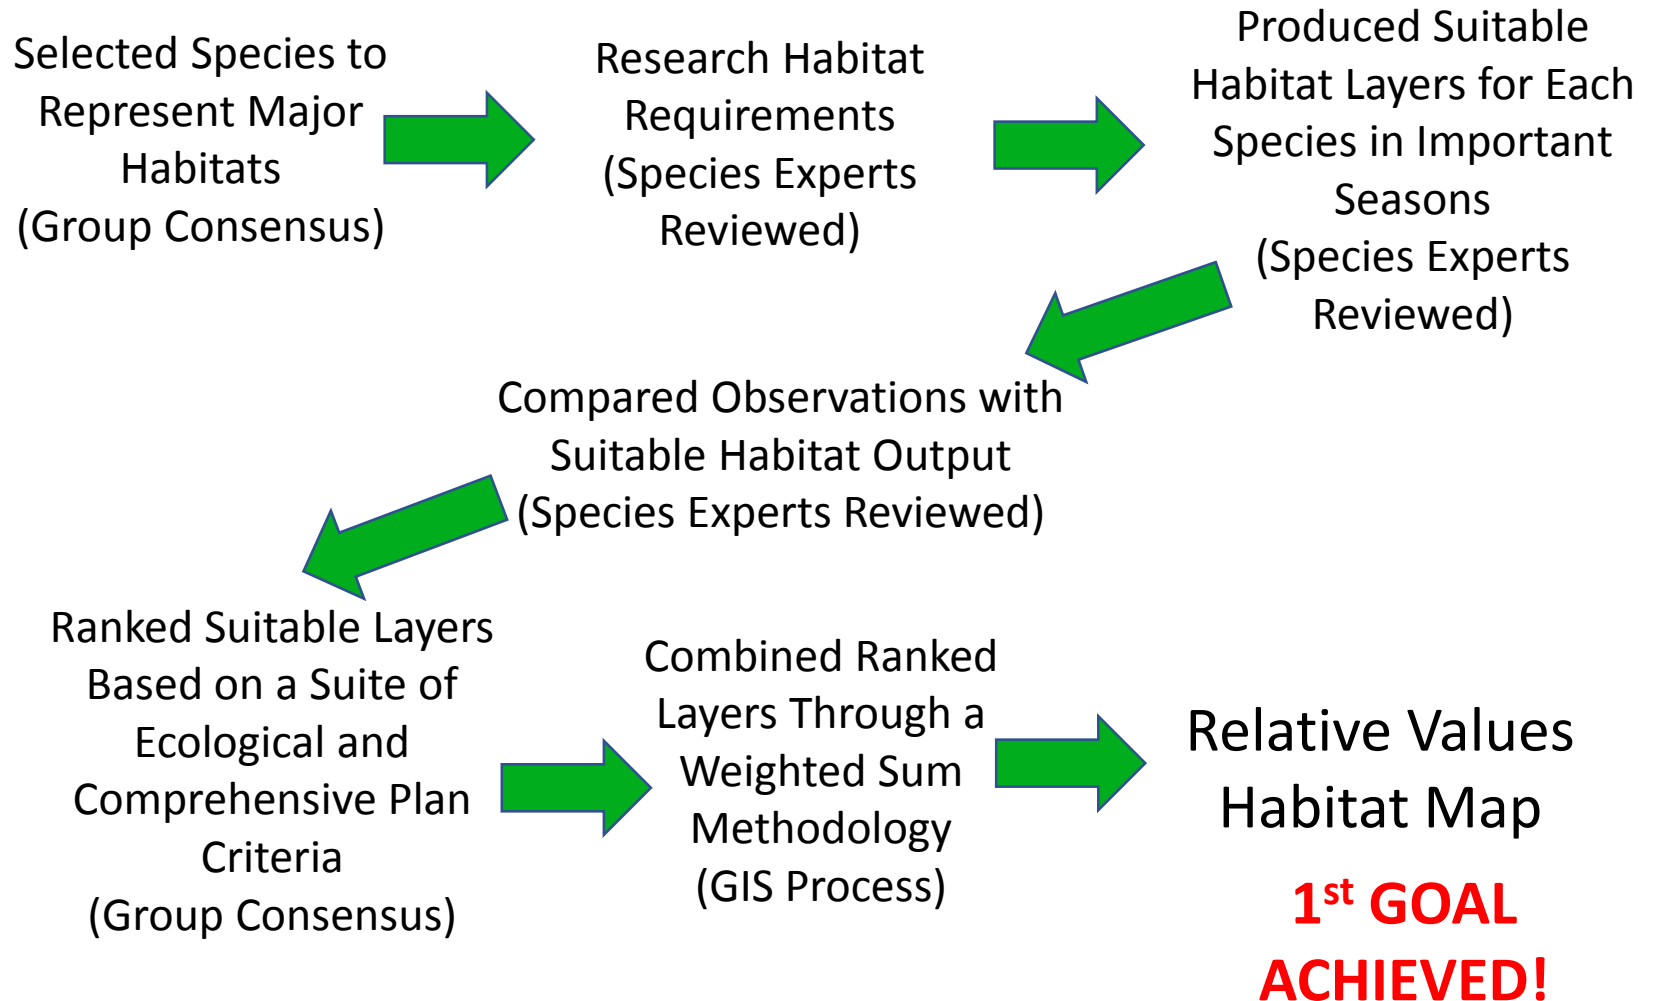 Selected Species to
Represent Major
Habitats
(Group Consensus)
Research Habitat
Requirements
(Species Experts
Reviewed)
Produced Suitable
Habitat Layers for Each
Species in Important
Seasons
(Species Experts
Reviewed)
Compared Observations with
Suitable Habitat Output
(Species Experts Reviewed)
Ranked Suitable Layers
Based on a Suite of
Ecological and
Comprehensive Plan
Criteria
(Group Consensus)
Combined Ranked
Layers Through a
Weighted Sum
Methodology
(GIS Process)
Relative Values
Habitat Map
1st GOAL
ACHIEVED!